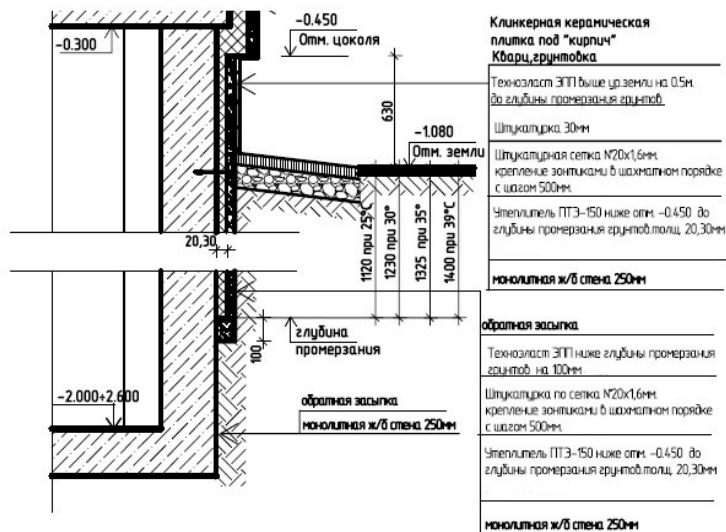 -0.450
Отм. цоколя
-0.300
630
-1.080
Отм. земли
20,30
1120 при 25°С
1230 при 30°
1325 при 35°
1400 при 39°С
глубина
промерзания
100
-2.000÷2.600
обратная засыпка
монолитная ж/б стена 250мм
Клинкерная керамическая
плитка под "кирпич"
Кварц,грунтовка
Техноэласт ЭПП выше ур.земли на 0.5м.
до глубины промерзания грунтов
Штукатурка 30мм
Штукатурная сетка №20х1,6мм.
крепление зонтиками в шахматном порядке
с шагом 500мм.
Утеплитель ПТЭ-150 ниже отм. -0.450 до
глубины промерзания грунтов.толщ. 20,30мм
монолитная ж/б стена 250мм
обратная засыпка
Техноэласт ЭПП ниже глубины промерзания
грунтов на 100мм
Штукатурка по сетка №20х1,6мм.
крепление зонтиками в шахматном порядке
с шагом 500мм.
Утеплитель ПТЭ-150 ниже отм. -0.450 до
глубины промерзания грунтов.толщ. 20,30мм
монолитная ж/б стена 250мм